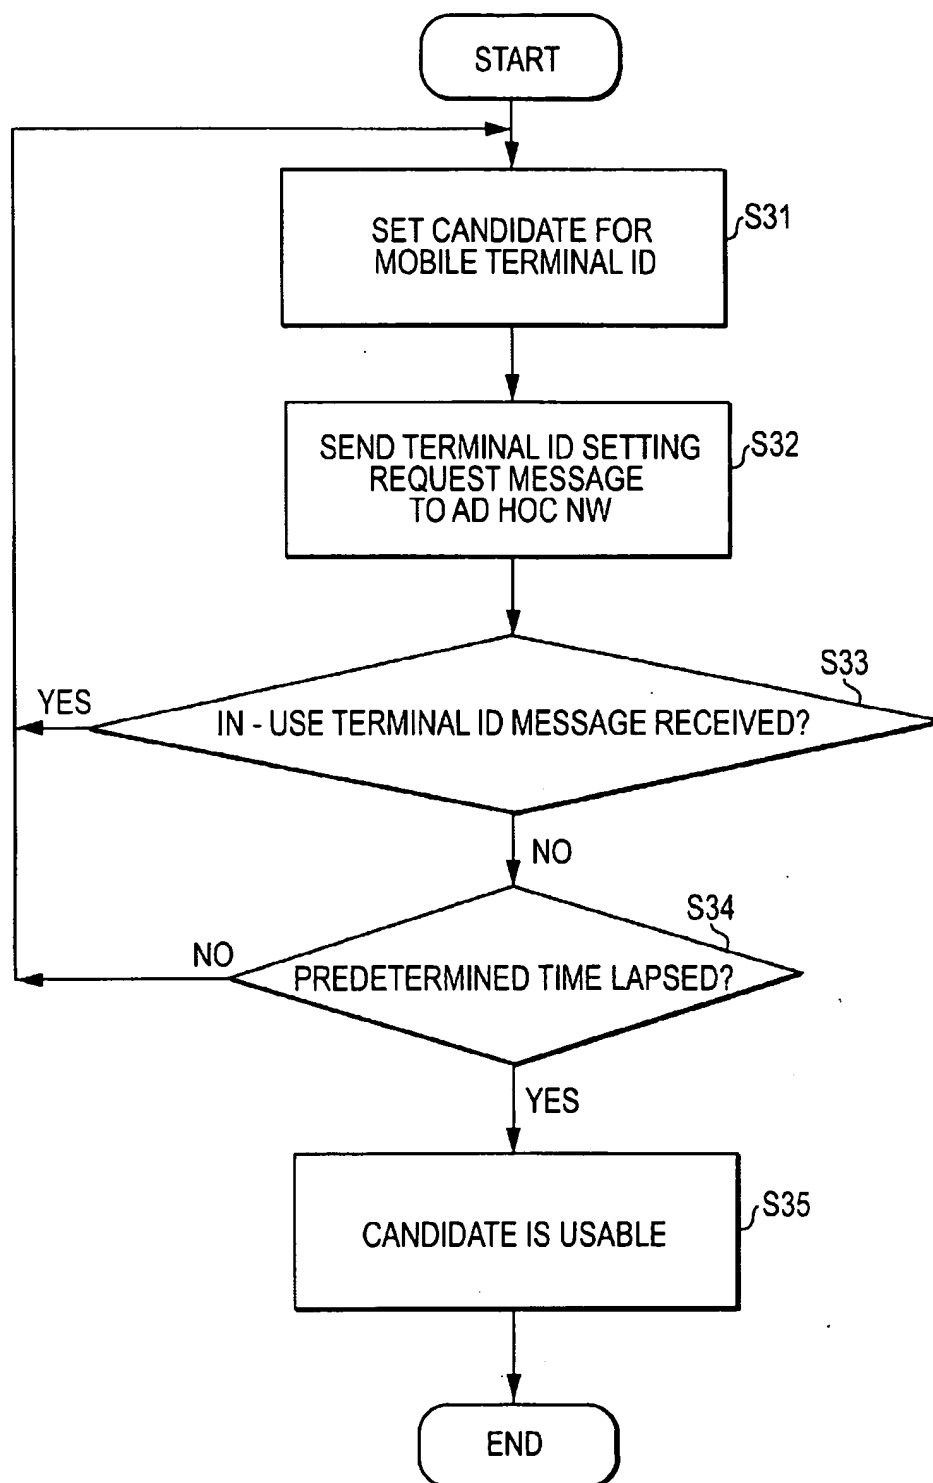 START
S31
SET CANDIDATE FOR
MOBILE TERMINAL ID
S32
SEND TERMINAL ID SETTING
REQUEST MESSAGE
TO AD HOC NW
S33
YES
IN - USE TERMINAL ID MESSAGE RECEIVED?
NO
S34
NO
PREDETERMINED TIME LAPSED?
YES
S35
CANDIDATE IS USABLE
END